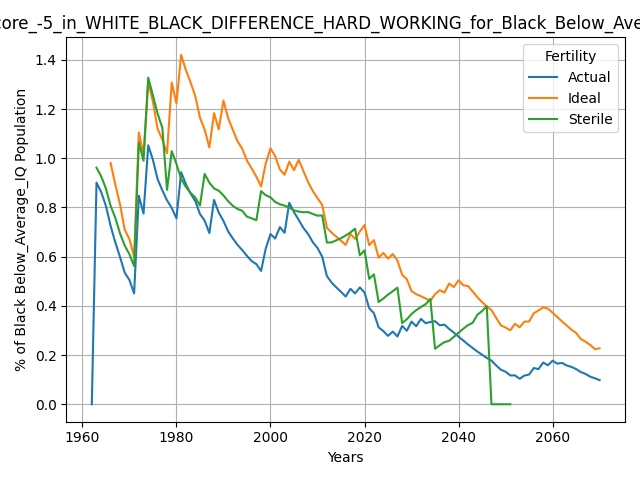 core_-5_in_WHITE_BLACK_DIFFERENCE_HARD_WORKING_for_Black_Below_Ave
Fertility
Actual
Ideal
Sterile
% of Black Below_Average_IQ Population
1.4
1.2
1.0
0.8
0.6
0.4
0.2
0.0
1960
1980
2000
2020
2040
2060
Years